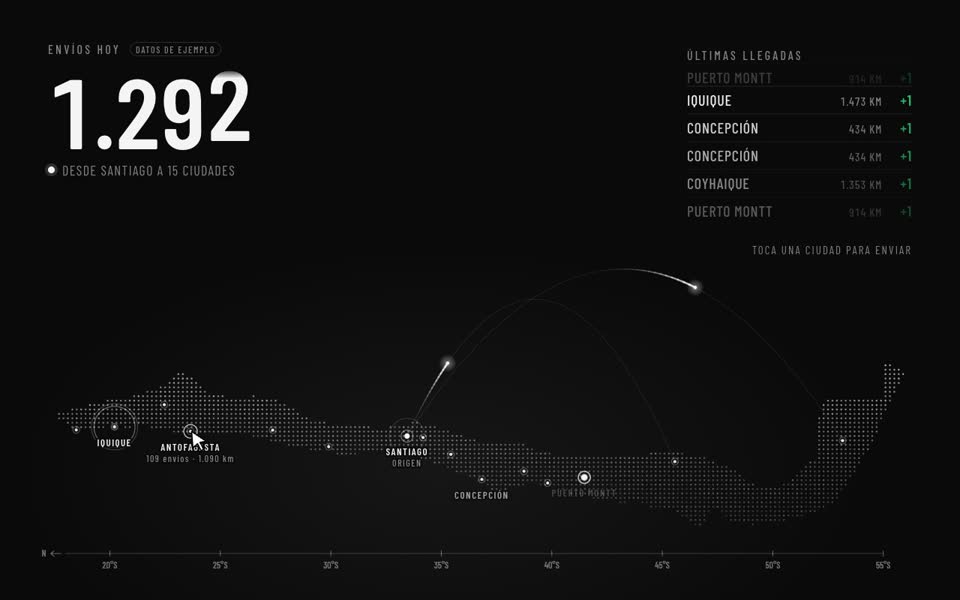 ENVÍOS HOY
DATOS DE EJEMPLO
1.292
DESDE SANTIAGO A 15 CIUDADES
ÚLTIMAS LLEGADAS
PUERTO MONTT 914 KM +1
IQUIQUE 1.473 KM +1
CONCEPCIÓN 434 KM +1
CONCEPCIÓN 434 KM +1
COYHAIQUE 1.353 KM +1
PUERTO MONTT 914 KM +1
TOCA UNA CIUDAD PARA ENVIAR
IQUIQUE
ANTOFAGASTA
109 envíos · 1.090 km
SANTIAGO
ORIGEN
CONCEPCIÓN
PUERTO MONTT
N
20°S 25°S 30°S 35°S 40°S 45°S 50°S 55°S